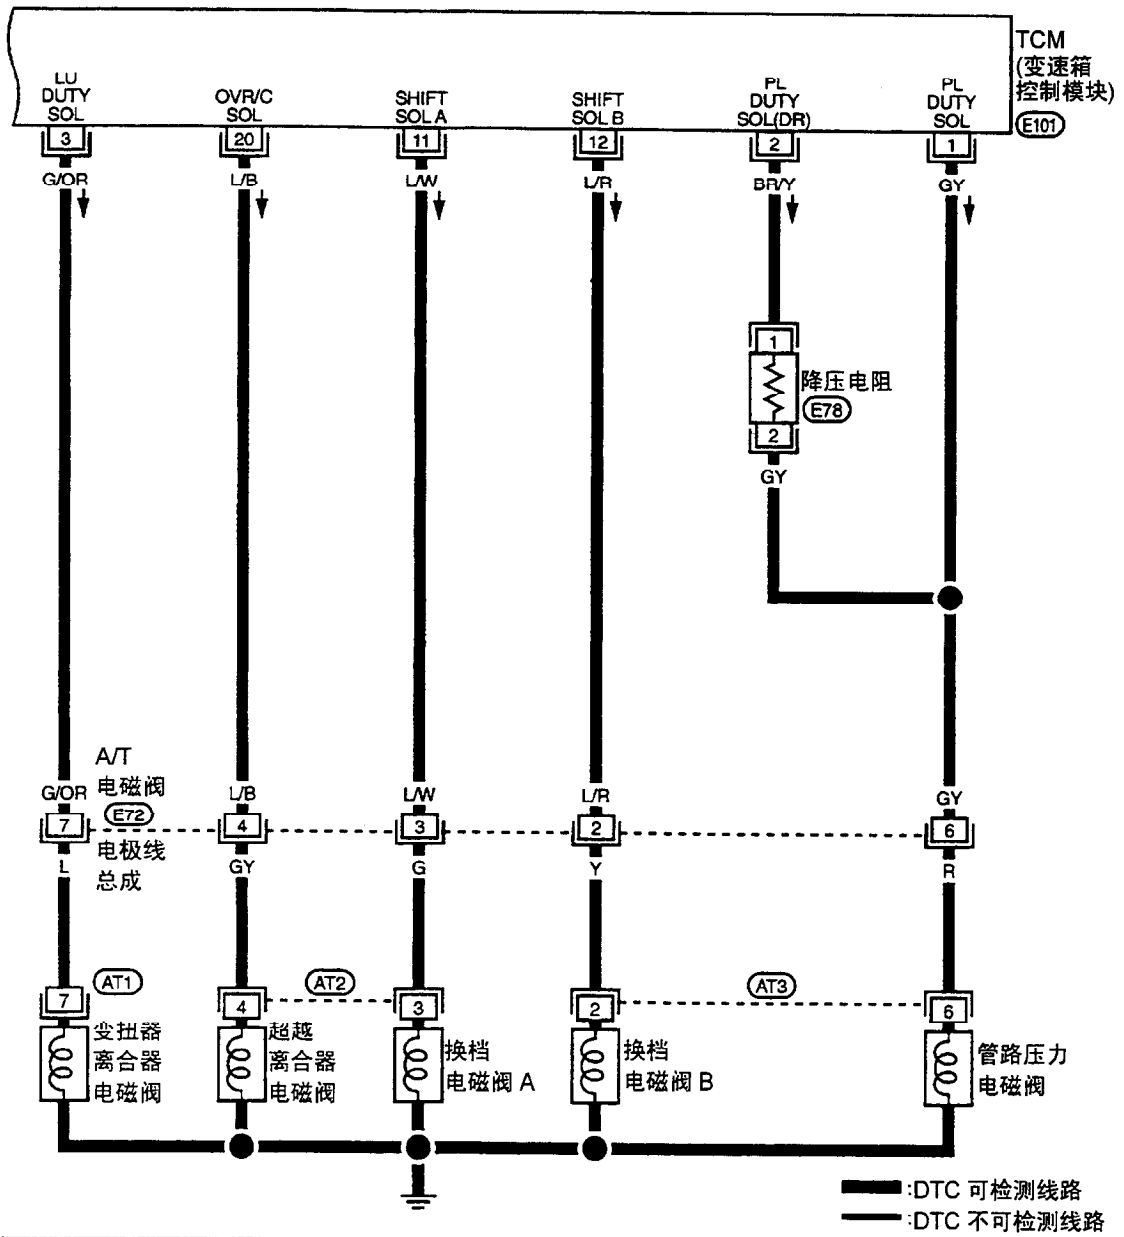 TCM
(变速箱
控制模块)
E101
LU
DUTY
SOL
OVR/C
SOL
SHIFT
SOL A
SHIFT
SOL B
PL
DUTY
SOL(DR)
PL
DUTY
SOL
3
20
11
12
2
1
G/OR
L/B
L/W
L/R
BR/Y
GY
1
降压电阻
E78
2
GY
A/T
电磁阀
E72
电极线
总成
G/OR
L/B
L/W
L/R
GY
7
4
3
2
6
L
GY
G
Y
R
AT1
AT2
AT3
7
4
3
2
6
变扭器
离合器
电磁阀
超越
离合器
电磁阀
换档
电磁阀 A
换档
电磁阀 B
管路压力
电磁阀
:DTC 可检测线路
:DTC 不可检测线路